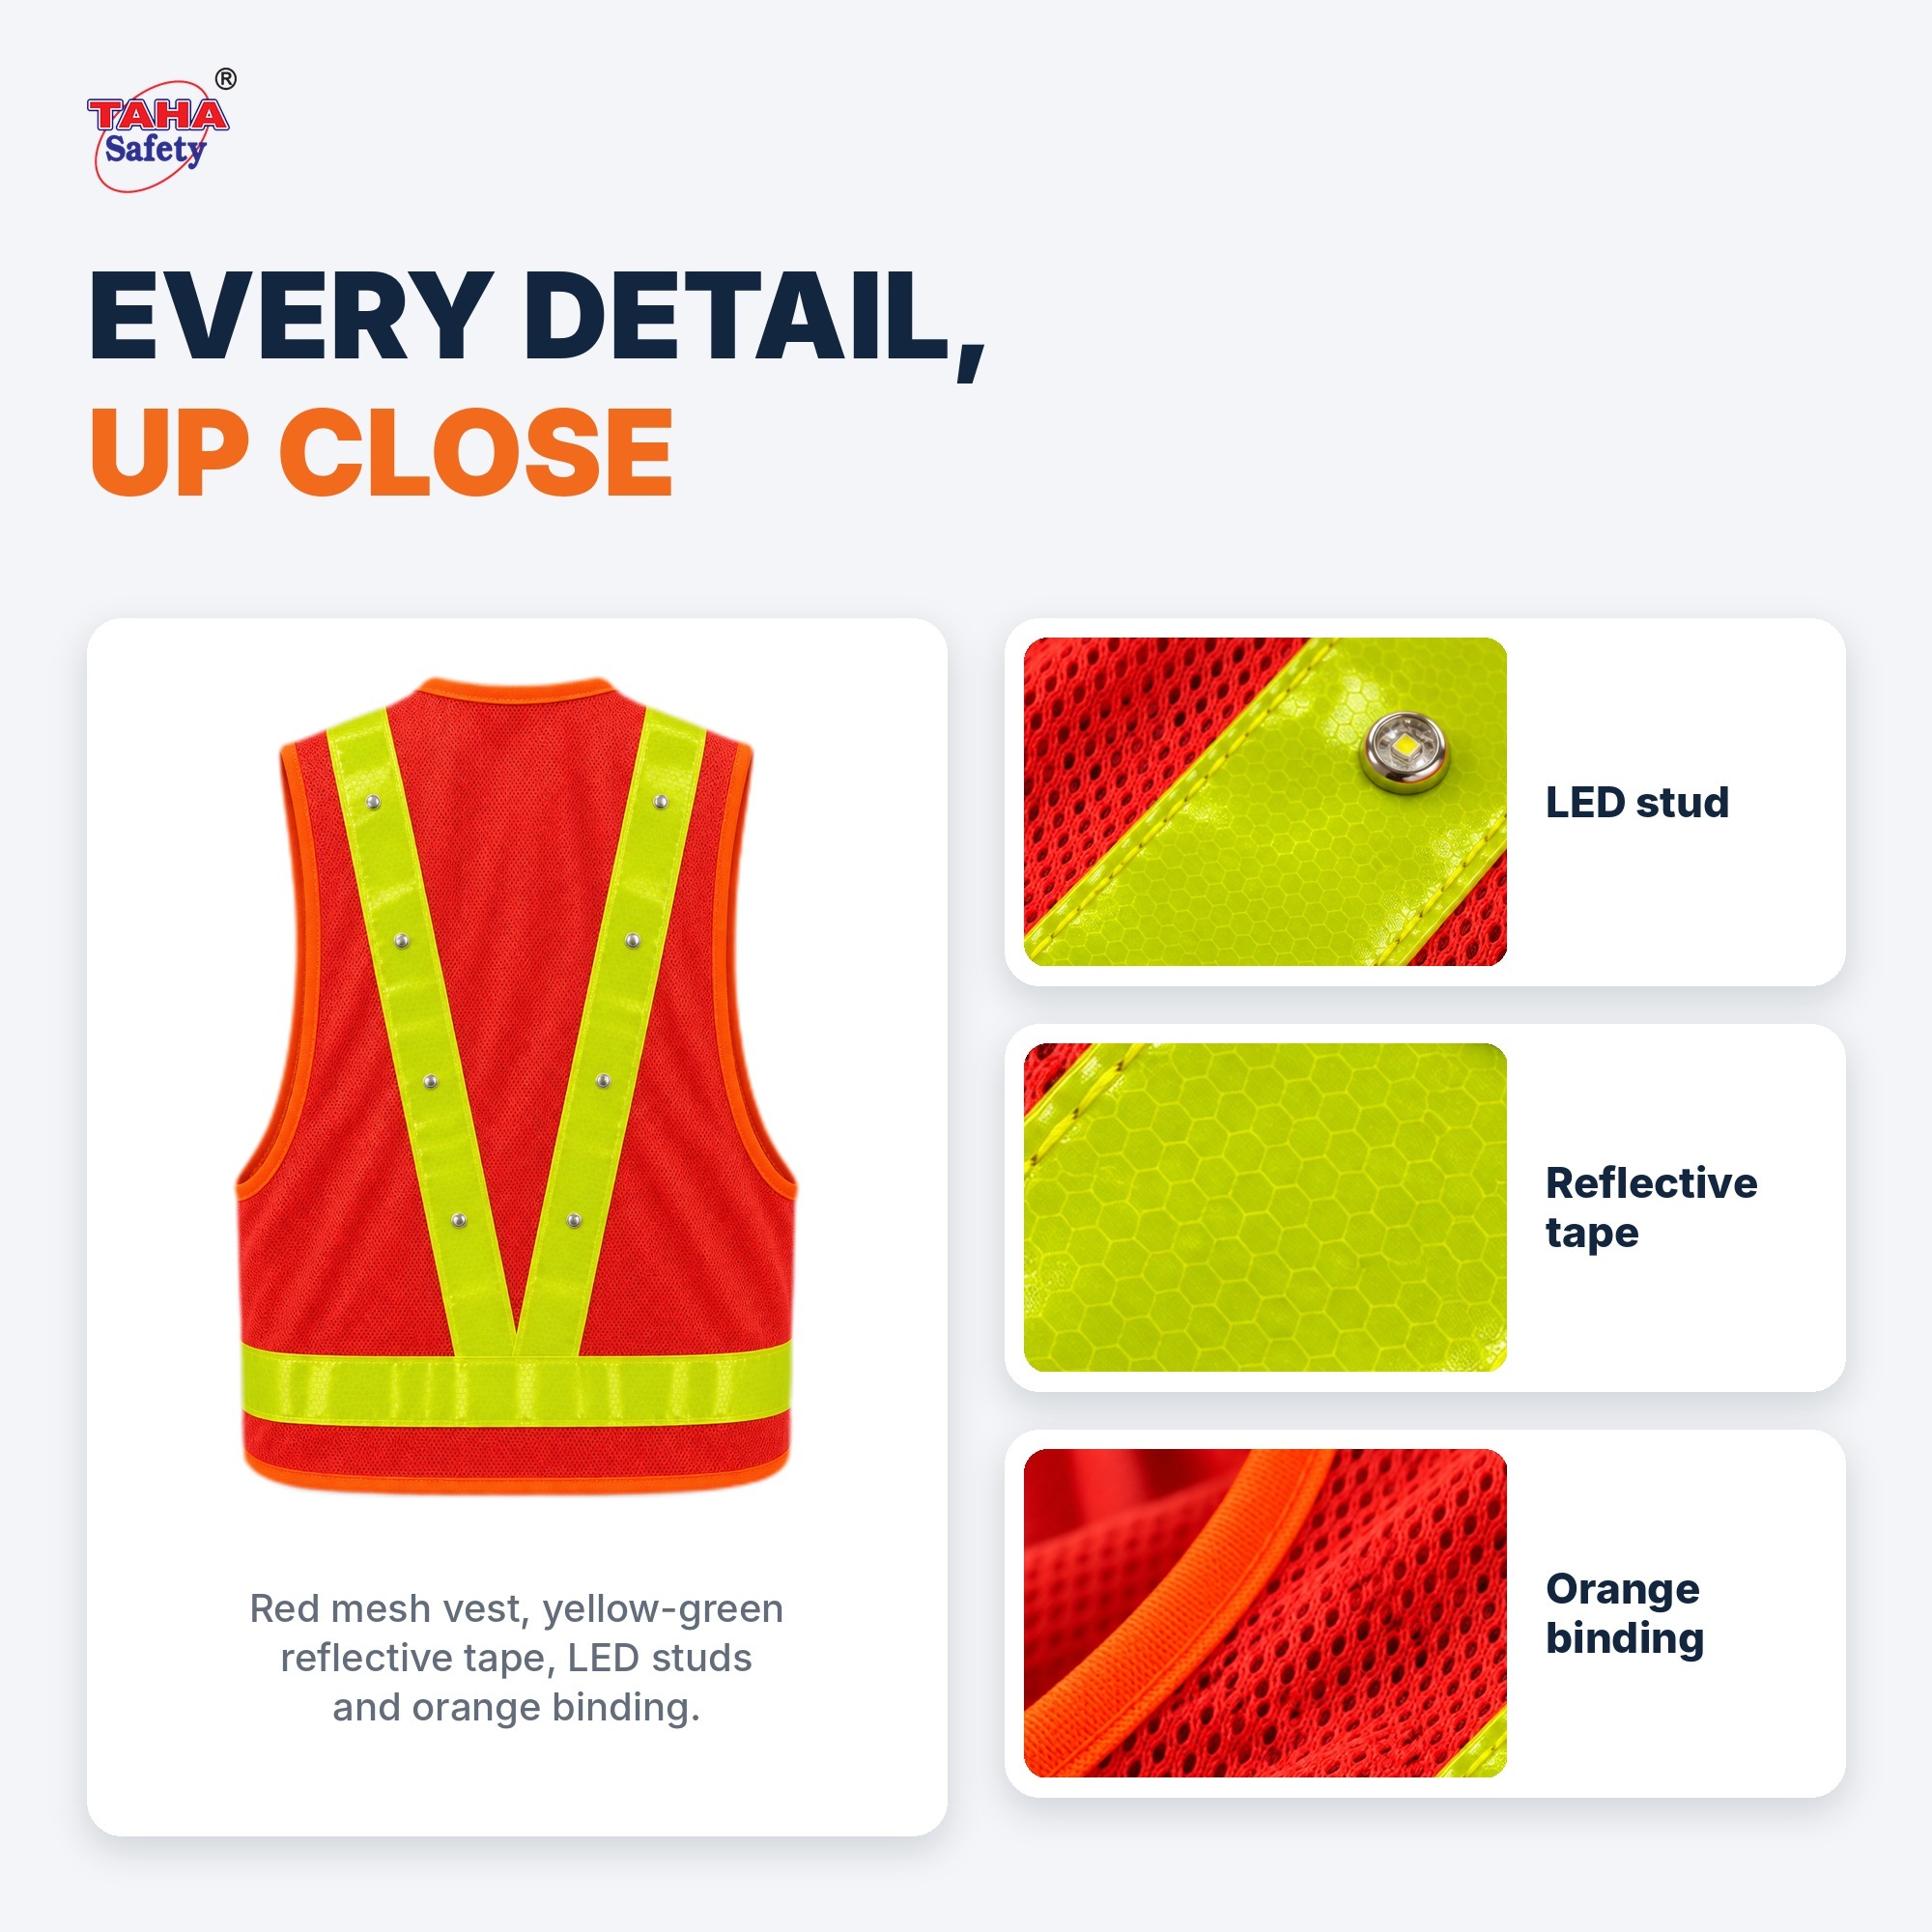 TAHA ®
Safety
EVERY DETAIL,
UP CLOSE
LED stud
Reflective
tape
Orange
binding
Red mesh vest, yellow-green
reflective tape, LED studs
and orange binding.